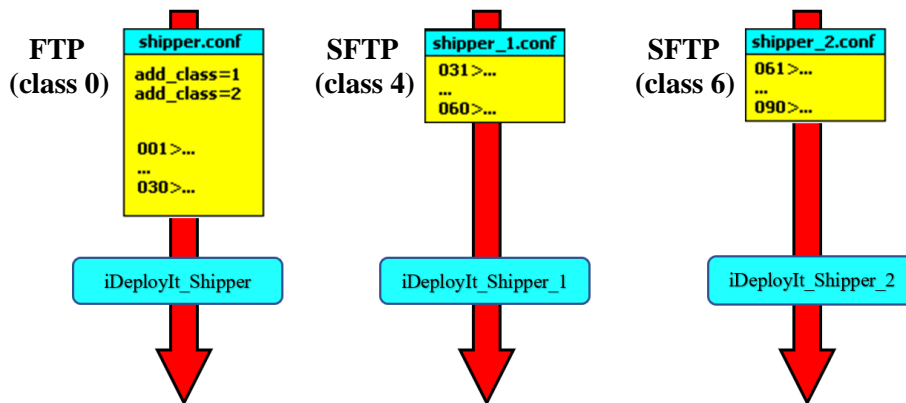 FTP
(class 0)
shipper.conf
add_class=1
add_class=2
001>...
...
030>...
iDeployIt_Shipper
SFTP
(class 4)
shipper_1.conf
031>...
...
060>...
iDeployIt_Shipper_1
SFTP
(class 6)
shipper_2.conf
061>...
...
090>...
iDeployIt_Shipper_2